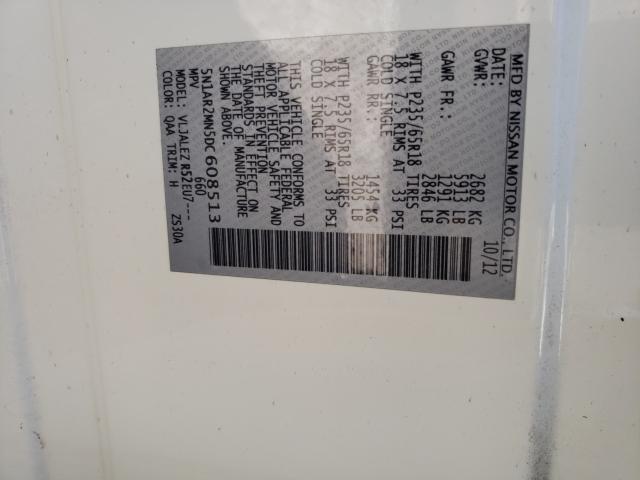 MFD BY NISSAN MOTOR CO., LTD.
DATE: 10/12
GVWR: 2682 KG
5913 LB
GAWR FR: 1291 KG
2846 LB
WITH P235/65R18 TIRES
18 X 7.5 RIMS AT 33 PSI
COLD SINGLE
GAWR RR: 1454 KG
3205 LB
WITH P235/65R18 TIRES
18 X 7.5 RIMS AT 33 PSI
COLD SINGLE
THIS VEHICLE CONFORMS TO
ALL APPLICABLE FEDERAL
MOTOR VEHICLE SAFETY AND
THEFT PREVENTION
STANDARDS IN EFFECT ON
THE DATE OF MANUFACTURE
SHOWN ABOVE.
5N1AR2MN5DC608513
MPV 660
MODEL: VLJALEZ R52EU7---
COLOR: QAA TRIM: H ZS30A